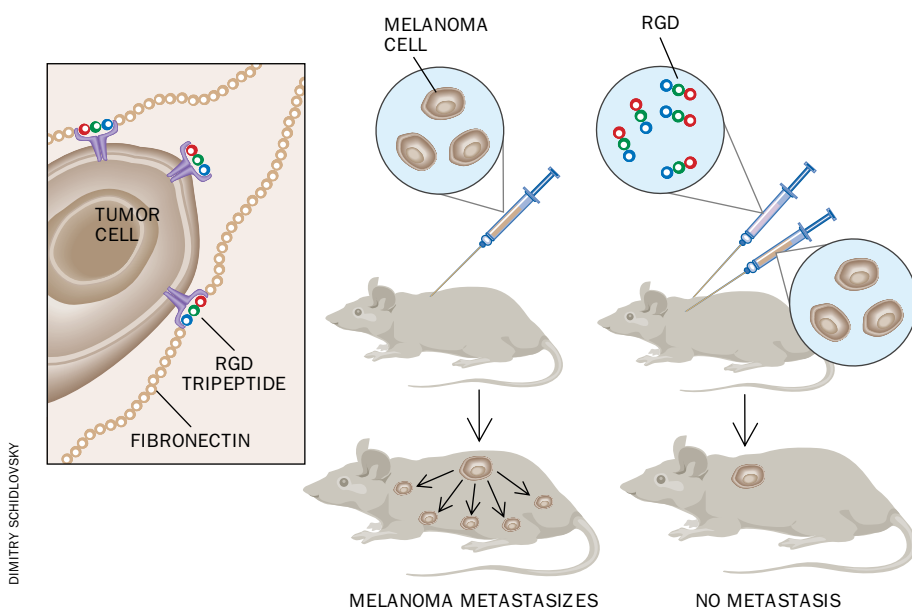 MELANOMA
CELL
RGD
TUMOR
CELL
RGD
TRIPEPTIDE
FIBRONECTIN
DIMITRY SCHIDLOVSKY
MELANOMA METASTASIZES
NO METASTASIS